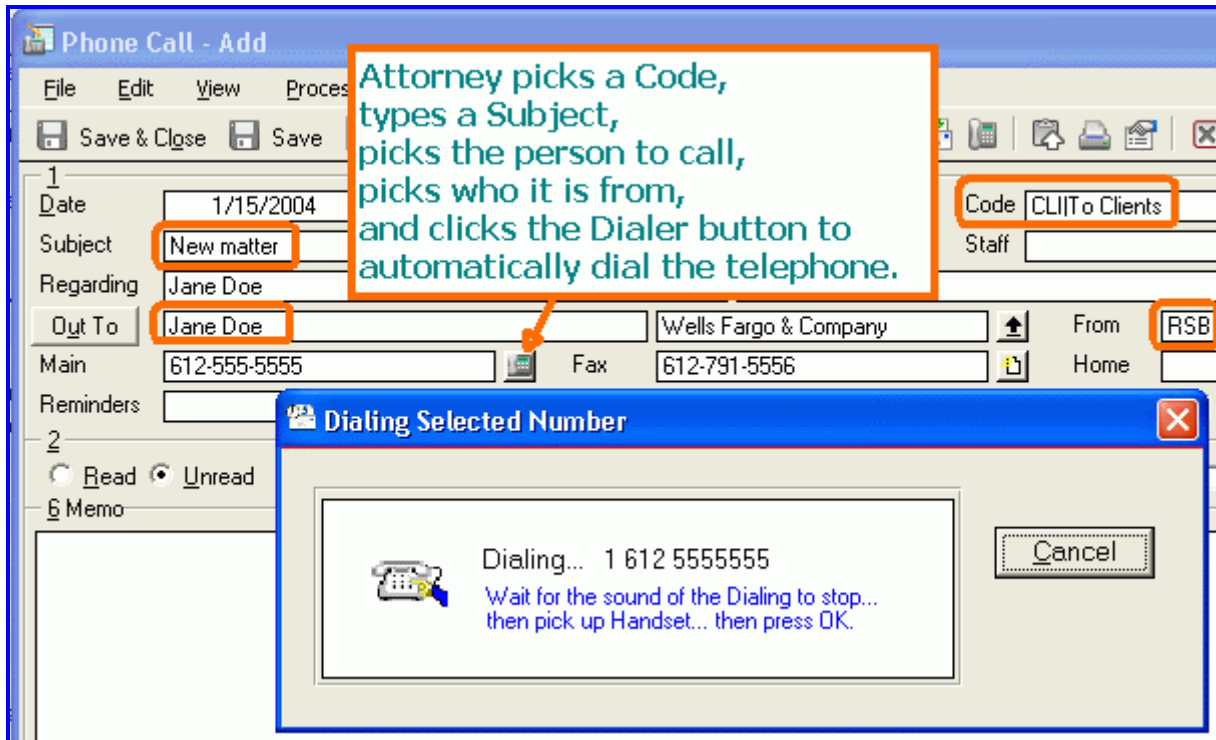 Phone Call - Add
File Edit View
Save & Close Save
Attorney picks a Code,
types a Subject,
picks the person to call,
picks who it is from,
and clicks the Dialer button to
automatically dial the telephone.
1
Date 1/15/2004 Code CLI|To Clients
Subject New matter Staff
Regarding Jane Doe
Out To Jane Doe Wells Fargo & Company From RSB
Main 612-555-5555 Fax 612-791-5556 Home
Reminders
2
Read Unread
6 Memo
Dialing Selected Number
Dialing... 1 612 5555555
Wait for the sound of the Dialing to stop...
then pick up Handset... then press OK.
Cancel